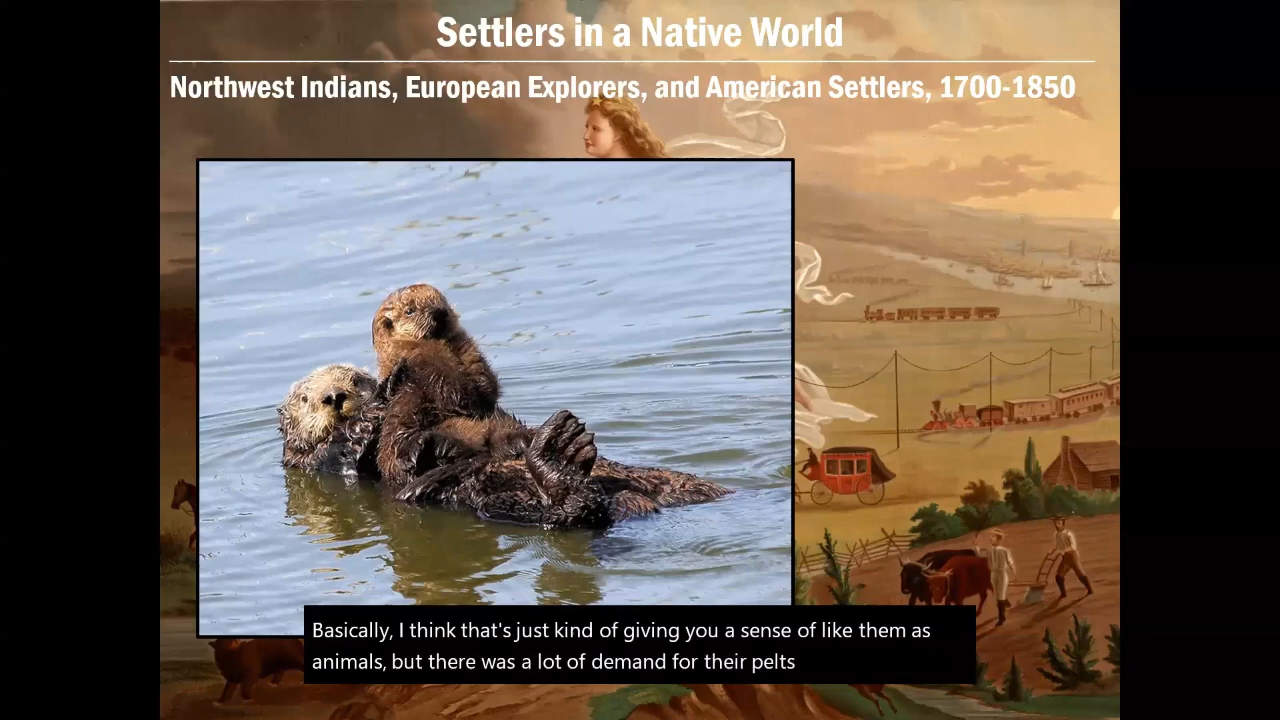 Settlers in a Native World
Northwest Indians, European Explorers, and American Settlers, 1700-1850
Basically, I think that's just kind of giving you a sense of like them as
animals, but there was a lot of demand for their pelts